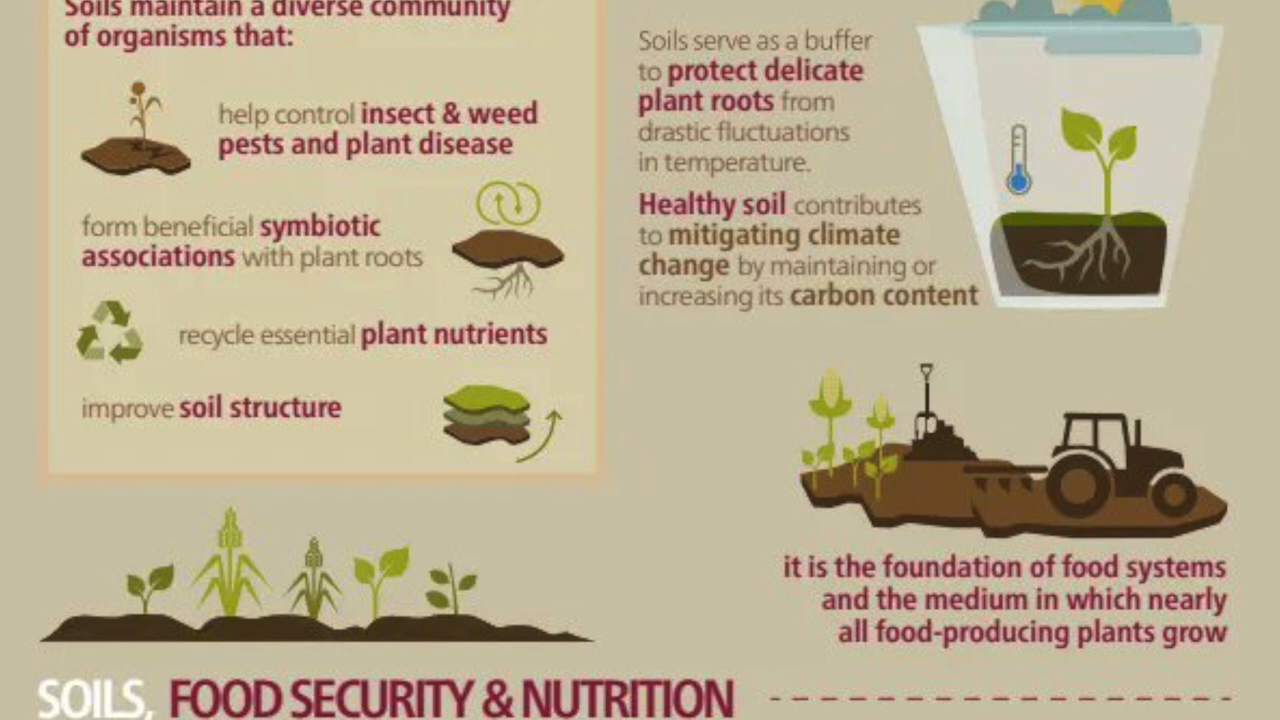 Soils maintain a diverse community
of organisms that:
help control insect & weed
pests and plant disease
form beneficial symbiotic
associations with plant roots
recycle essential plant nutrients
improve soil structure
Soils serve as a buffer
to protect delicate
plant roots from
drastic fluctuations
in temperature.
Healthy soil contributes
to mitigating climate
change by maintaining or
increasing its carbon content
it is the foundation of food systems
and the medium in which nearly
all food-producing plants grow
SOILS, FOOD SECURITY & NUTRITION